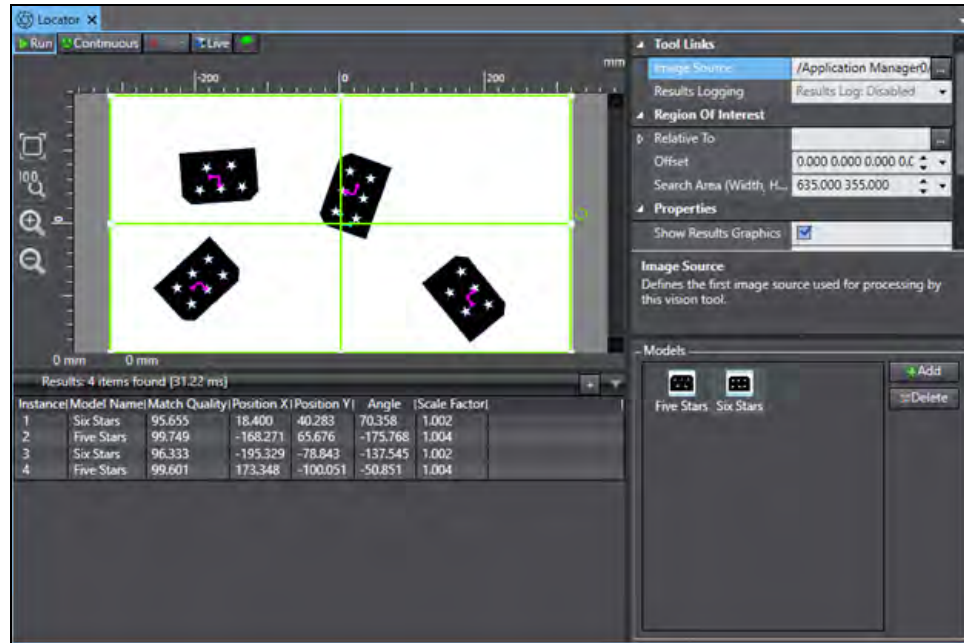 Locator X
Run Continuous Live
mm
-200 0 200
100
0
0 mm 0 mm
Results: 4 items found [31.22 ms]
Instance Model Name Match Quality Position X Position Y Angle Scale Factor
1 Six Stars 95.655 18.400 40.283 70.358 1.002
2 Five Stars 99.749 -168.271 65.676 -175.768 1.004
3 Six Stars 96.333 -195.329 -78.843 -137.545 1.002
4 Five Stars 99.601 173.348 -100.051 -50.851 1.004
Tool Links
Image Source /Application Manager0/ ...
Results Logging Results Log: Disabled
Region Of Interest
Relative To ...
Offset 0.000 0.000 0.000 0.0
Search Area (Width, H... 635.000 355.000
Properties
Show Results Graphics
Image Source
Defines the first image source used for processing by
this vision tool.
Models
Five Stars Six Stars
Add
Delete